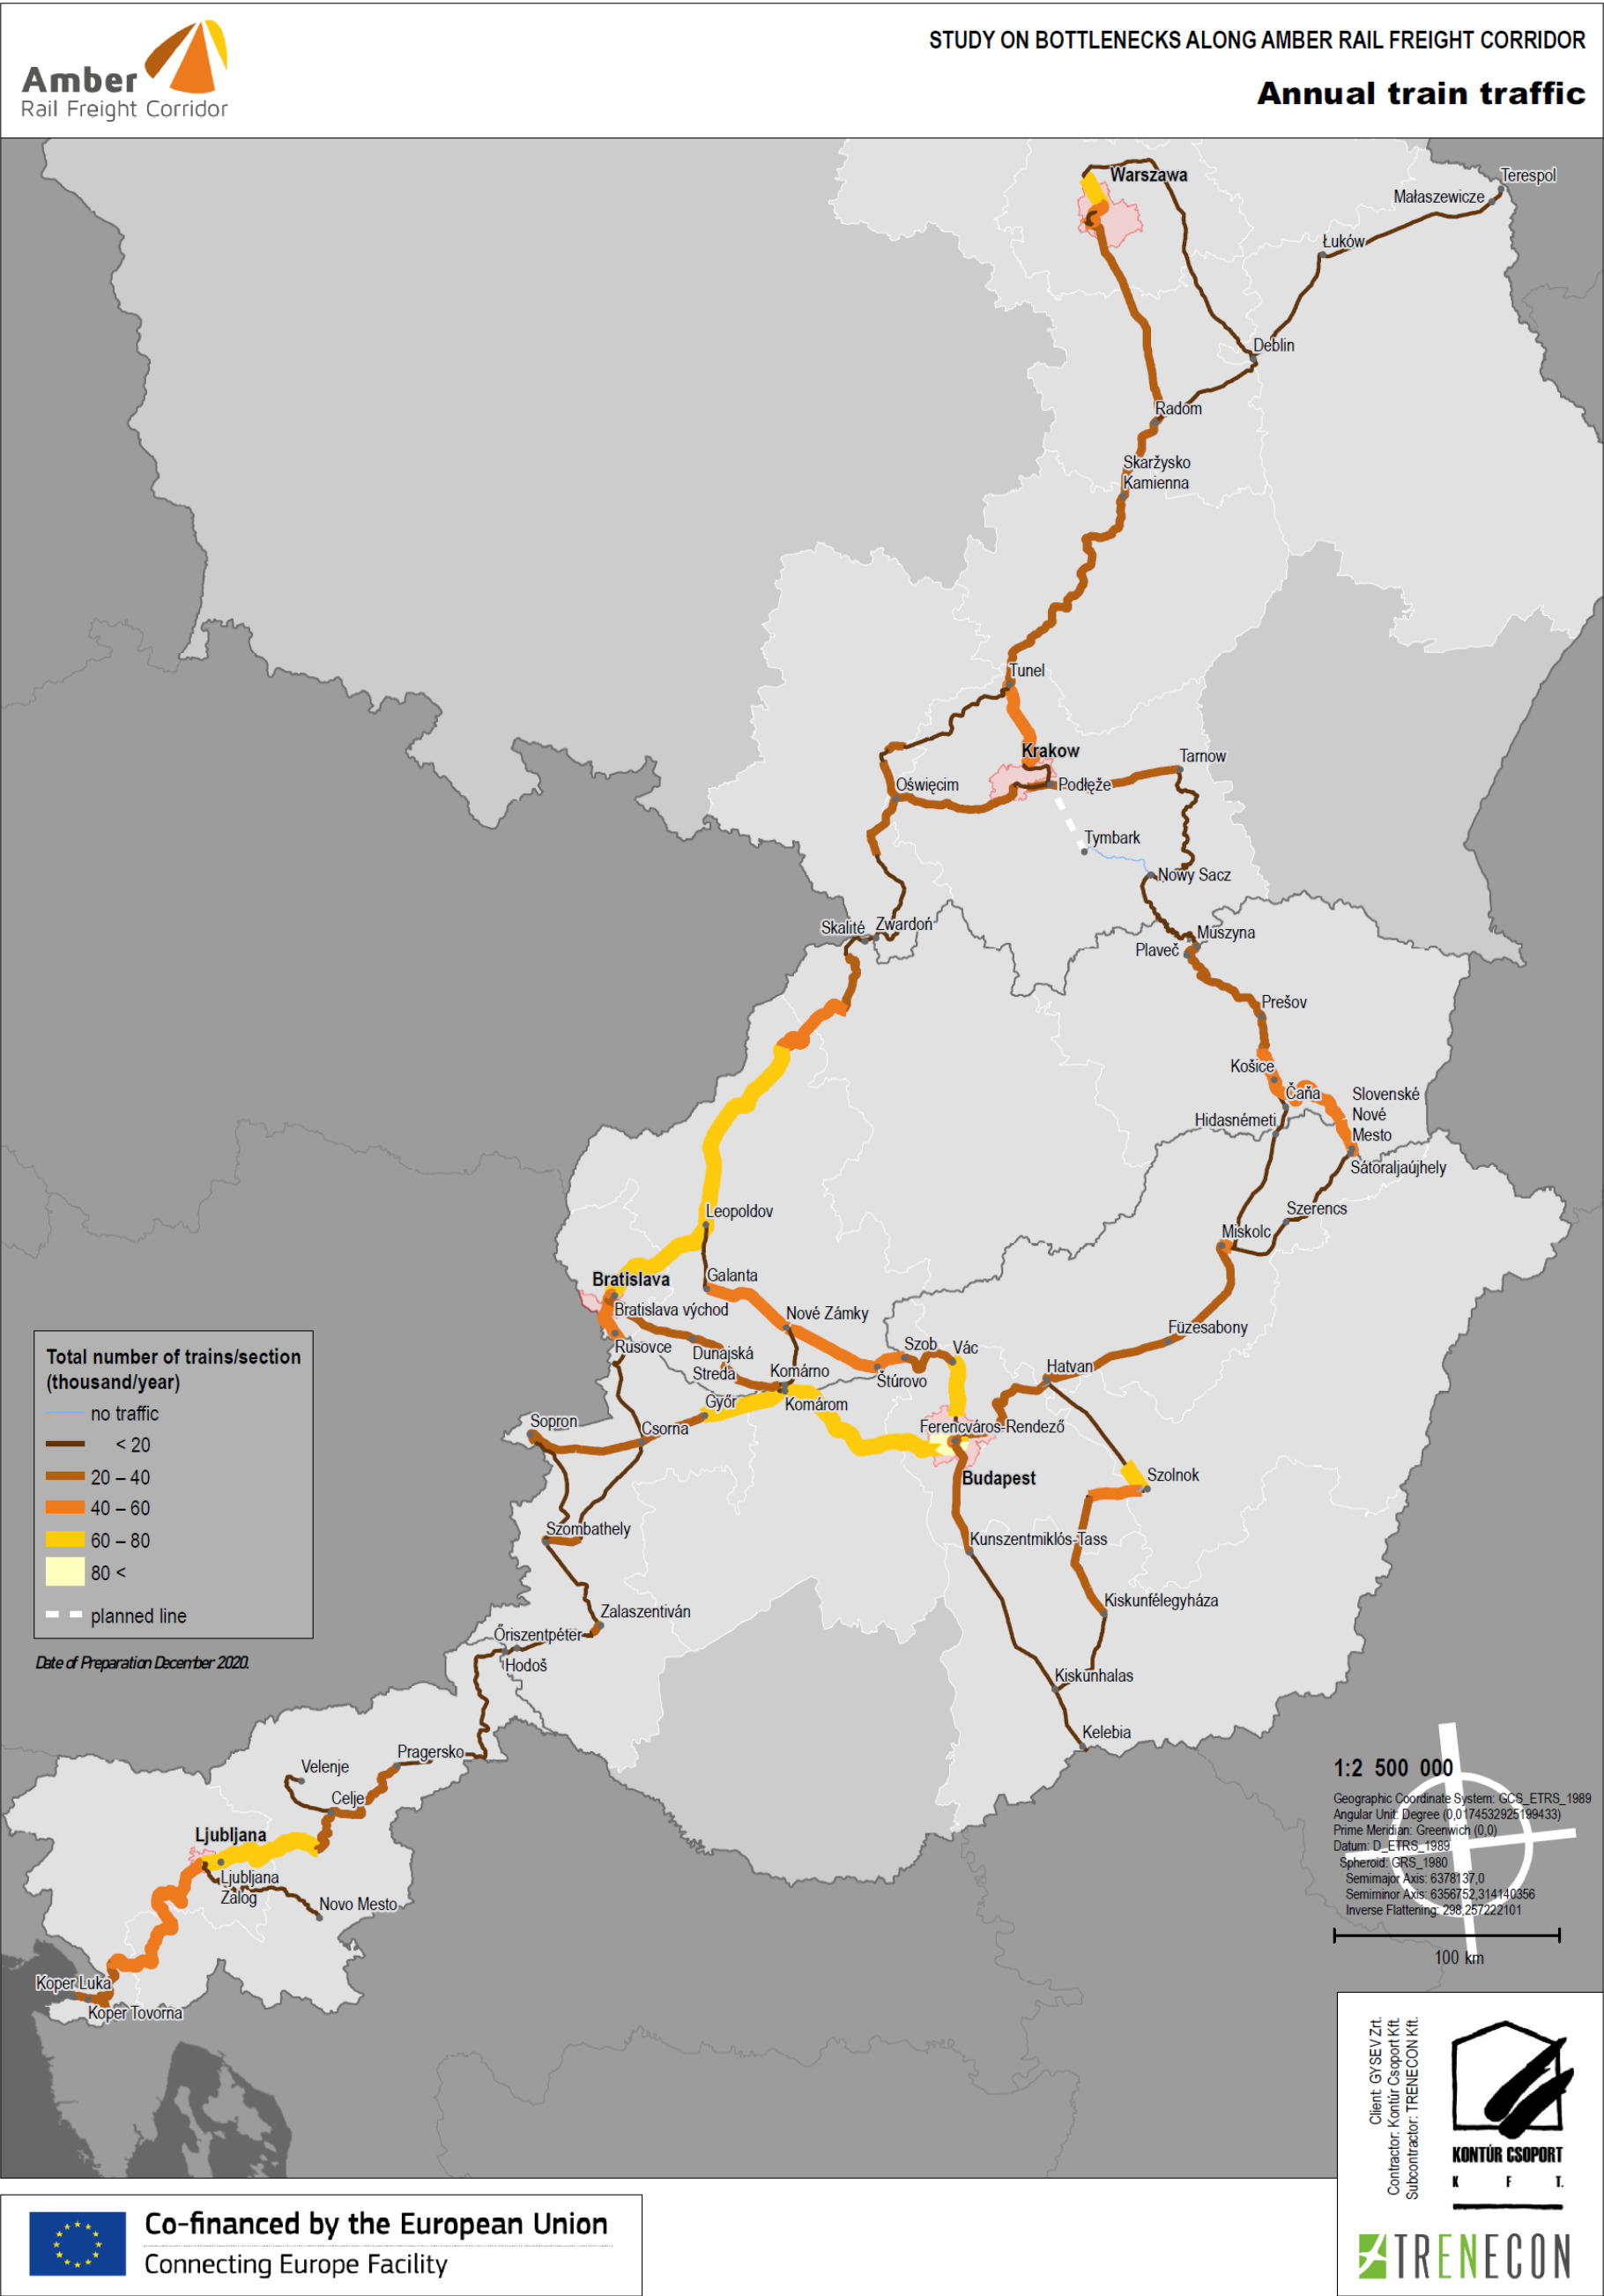 Amber
Rail Freight Corridor
STUDY ON BOTTLENECKS ALONG AMBER RAIL FREIGHT CORRIDOR
Annual train traffic
Warszawa
Terespol
Małaszewicze
Łuków
Deblin
Radom
Skaržysko
Kamienna
Tunel
Krakow
Tarnow
Oświęcim
Podłęže
Tymbark
Nowy Sacz
Skalité
Zwardoń
Muszyna
Plaveč
Prešov
Košice
Čaňa
Slovenské
Nové
Mesto
Hidasnémeti
Sátoraljaújhely
Szerencs
Miskolc
Leopoldov
Galanta
Bratislava
Bratislava východ
Nové Zámky
Rusovce
Dunajská
Streda
Komárno
Komárom
Štúrovo
Szob
Vác
Füzesabony
Hatvan
Győr
Sopron
Csorna
Ferencváros-Rendező
Budapest
Szolnok
Szombathely
Kunszentmiklós-Tass
Kiskunfélegyháza
Zalaszentiván
Őriszentpéter
Hodoš
Kiskunhalas
Kelebia
Pragersko
Velenje
Celje
Ljubljana
Ljubljana
Zalog
Novo Mesto
Koper Luka
Koper Tovorna
Total number of trains/section
(thousand/year)
no traffic
< 20
20 – 40
40 – 60
60 – 80
80 <
planned line
Date of Preparation December 2020.
1:2 500 000
Geographic Coordinate System: GCS_ETRS_1989
Angular Unit: Degree (0,0174532925199433)
Prime Meridian: Greenwich (0,0)
Datum: D_ETRS_1989
Spheroid: GRS_1980
Semimajor Axis: 6378137,0
Semiminor Axis: 6356752,314140356
Inverse Flattening: 298,257222101
100 km
Client: GYSEV Zrt.
Contractor: Kontúr Csoport Kft.
Subcontractor: TRENECON Kft.
KONTÚR CSOPORT
K F T.
TRENECON
Co-financed by the European Union
Connecting Europe Facility